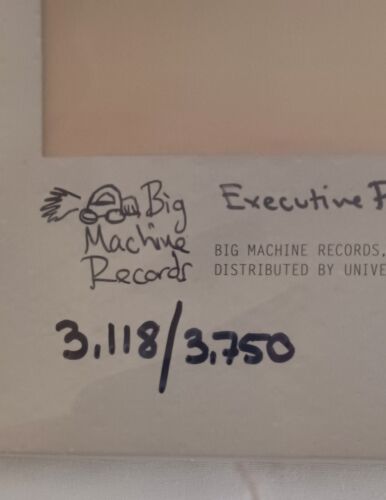 Big
Machine
Records
Executive
BIG MACHINE RECORDS,
DISTRIBUTED BY
3,118/3,750